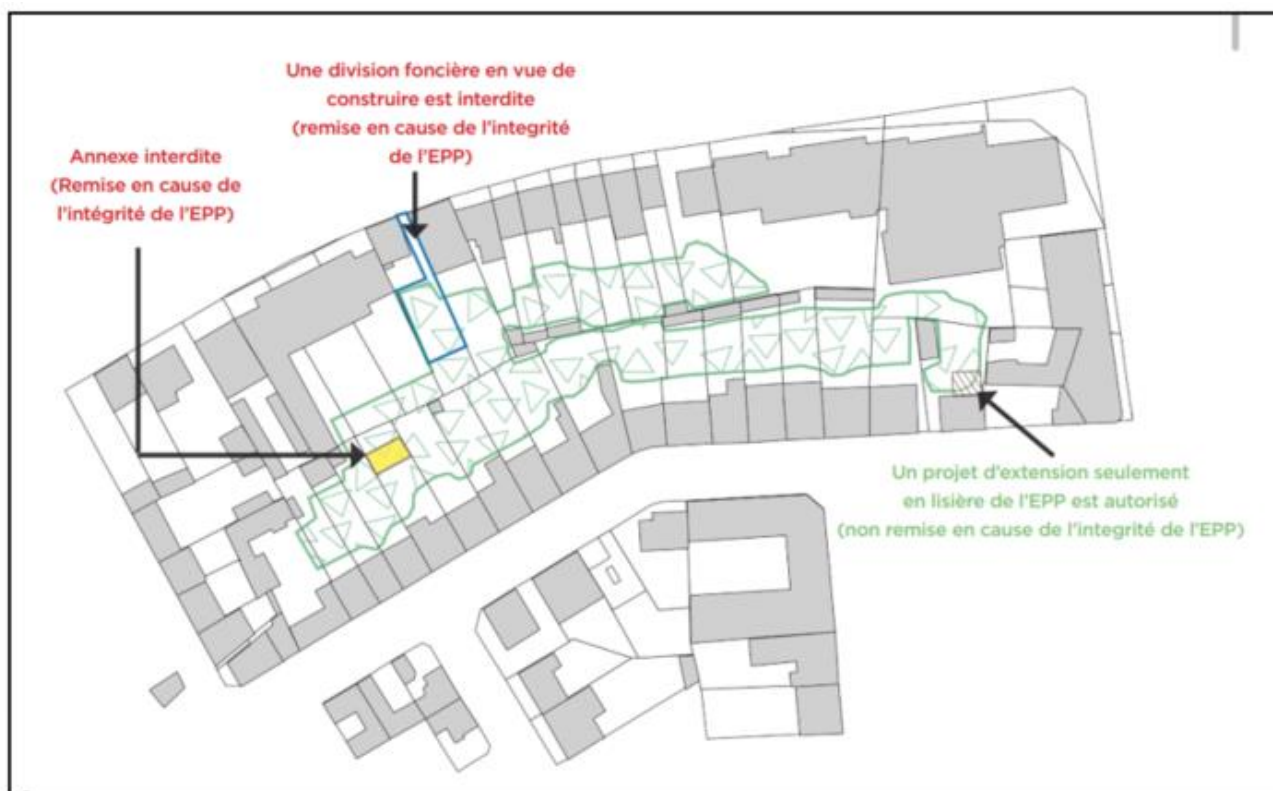 Une division foncière en vue de
construire est interdite
(remise en cause de l'integrité
de l'EPP)
Annexe interdite
(Remise en cause de
l'intégrité de l'EPP)
Un projet d'extension seulement
en lisière de l'EPP est autorisé
(non remise en cause de l'integrité de l'EPP)